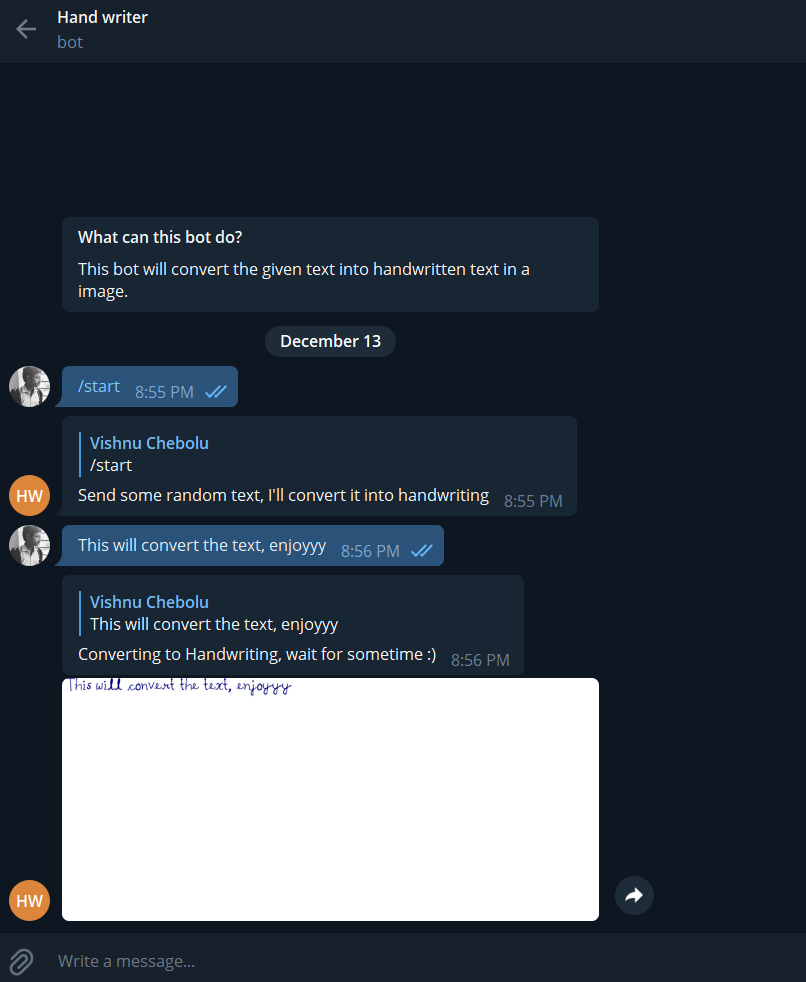 Hand writer
bot
What can this bot do?
This bot will convert the given text into handwritten text in a
image.
December 13
/start 8:55 PM
Vishnu Chebolu
/start
HW
Send some random text, I'll convert it into handwriting 8:55 PM
This will convert the text, enjoyyy 8:56 PM
Vishnu Chebolu
This will convert the text, enjoyyy
Converting to Handwriting, wait for sometime :) 8:56 PM
This will convert the text, enjoyyy
HW
Write a message...